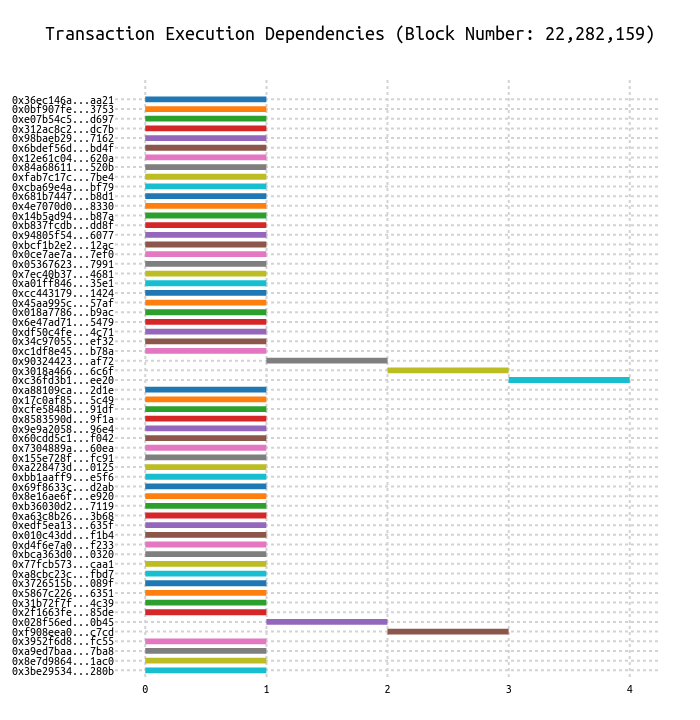 Transaction Execution Dependencies (Block Number: 22,282,159)
0x36ec146a...aa21
0x0bf907fe...3753
0xe07b54c5...d697
0x312ac8c2...dc7b
0x98baeb29...7162
0x6bdef56d...bd4f
0x12e61c04...620a
0x84a68611...520b
0xfab7c17c...7be4
0xcba69e4a...bf79
0x681b7447...b8d1
0x4e7070d0...8330
0x14b5ad94...b87a
0xb837fcdb...dd8f
0x94805f54...6077
0xbcf1b2e2...12ac
0x0ce7ae7a...7ef0
0x05367623...7991
0x7ec40b37...4681
0xa01ff846...35e1
0xcc443179...1424
0x45aa995c...57af
0x018a7786...b9ac
0x6e47ad71...5479
0xdf50c4fe...4c71
0x34c97055...ef32
0xc1df8e45...b78a
0x90324423...af72
0x3018a466...6c6f
0xc36fd3b1...ee20
0xa88109ca...2d1e
0x17c0af85...5c49
0xcfe5848b...91df
0x8583590d...9f1a
0x9e9a2058...96e4
0x60cdd5c1...f042
0x7304889a...60ea
0x155e728f...fc91
0xa228473d...0125
0xbb1aaff9...e5f6
0x69f8633c...d2ab
0x8e16ae6f...e920
0xb36030d2...7119
0xa63c8b26...3b68
0xedf5ea13...635f
0x010c43dd...f1b4
0xd4f6e7a0...f233
0xbca363d0...0320
0x77fcb573...caa1
0xa8cbc23c...fbd7
0x3726515b...089f
0x5867c226...6351
0x31b72f7f...4c39
0x2f1663fe...85de
0x028f56ed...0b45
0xf908eea0...c7cd
0x3952f6d8...fc55
0xa9ed7baa...7ba8
0x8e7d9864...1ac0
0x3be29534...280b
0 1 2 3 4